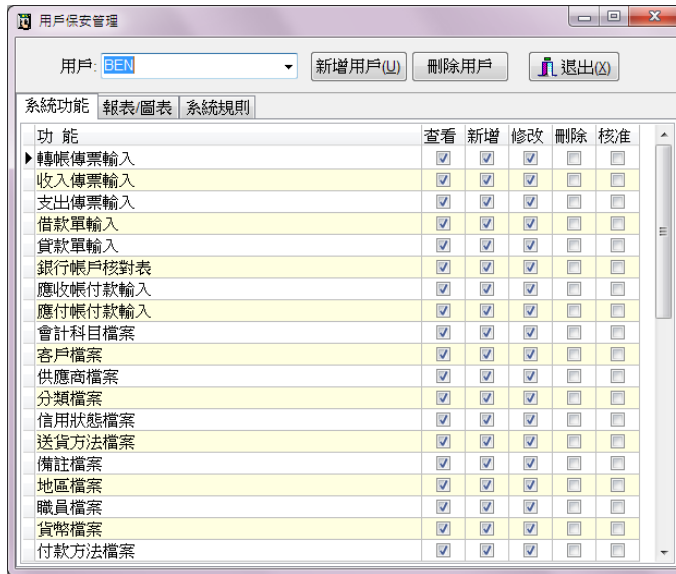 用戶保安管理
用戶: BEN 新增用戶(U) 刪除用戶 退出(X)
系統功能 報表/圖表 系統規則
功 能 查看 新增 修改 刪除 核准
轉帳傳票輸入
收入傳票輸入
支出傳票輸入
借款單輸入
貸款單輸入
銀行帳戶核對表
應收帳付款輸入
應付帳付款輸入
會計科目檔案
客戶檔案
供應商檔案
分類檔案
信用狀態檔案
送貨方法檔案
備註檔案
地區檔案
職員檔案
貨幣檔案
付款方法檔案